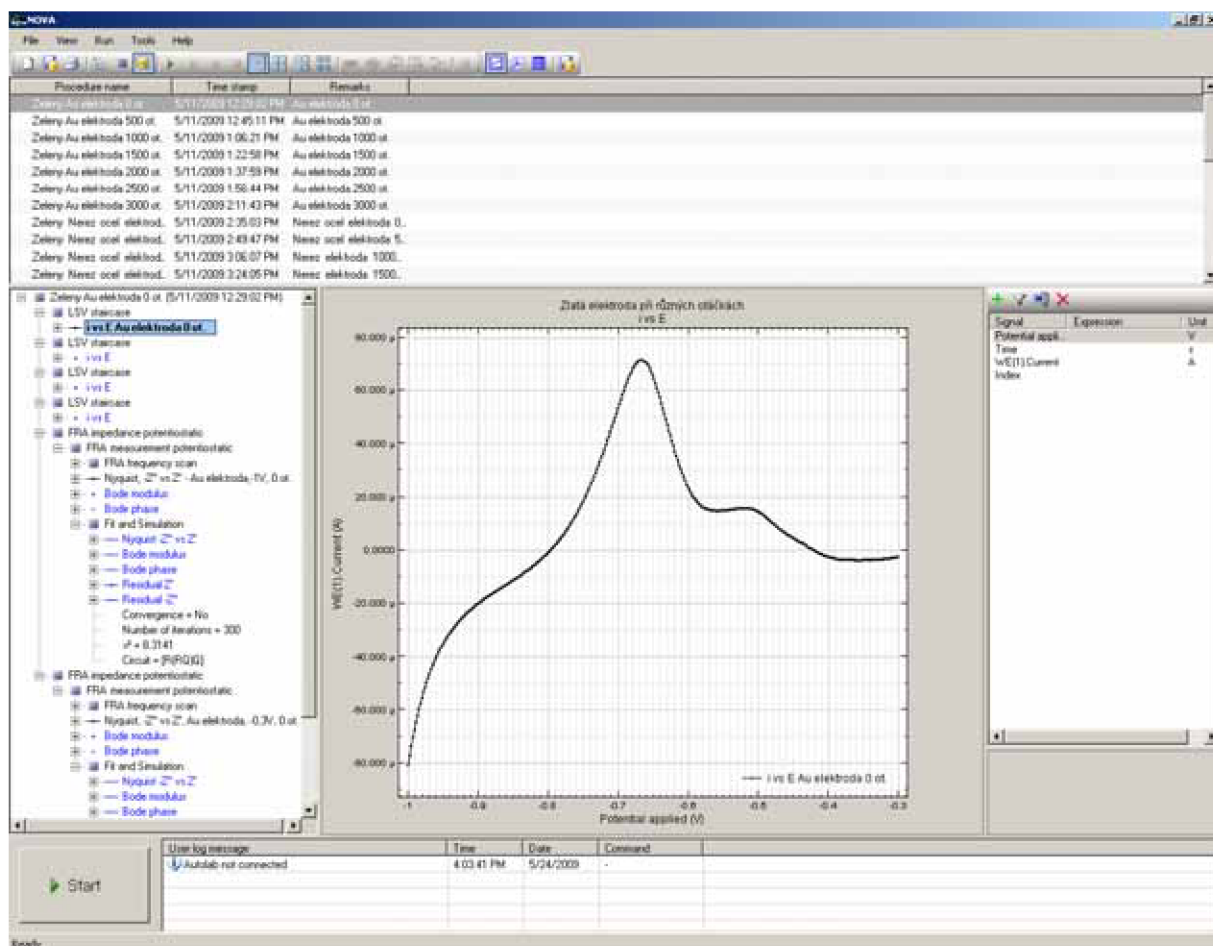 NOVA
File View Run Tools Help
Procedure name Time stamp Remarks
Zeleny Au elektroda 0 ot. 5/11/2009 12:29:02 PM Au elektroda 0 ot.
Zeleny Au elektroda 500 ot. 5/11/2009 12:45:11 PM Au elektroda 500 ot.
Zeleny Au elektroda 1000 ot. 5/11/2009 1:06:21 PM Au elektroda 1000 ot.
Zeleny Au elektroda 1500 ot. 5/11/2009 1:22:58 PM Au elektroda 1500 ot.
Zeleny Au elektroda 2000 ot. 5/11/2009 1:37:59 PM Au elektroda 2000 ot.
Zeleny Au elektroda 2500 ot. 5/11/2009 1:56:44 PM Au elektroda 2500 ot.
Zeleny Au elektroda 3000 ot. 5/11/2009 2:11:43 PM Au elektroda 3000 ot.
Zeleny Nerez ocel elektrod.. 5/11/2009 2:35:03 PM Nerez ocel elektroda 0..
Zeleny Nerez ocel elektrod.. 5/11/2009 2:49:47 PM Nerez ocel elektroda 5..
Zeleny Nerez ocel elektrod.. 5/11/2009 3:06:07 PM Nerez elektroda 1000..
Zeleny Nerez ocel elektrod.. 5/11/2009 3:24:05 PM Nerez elektroda 1500..
Zeleny Au elektroda 0 ot. (5/11/2009 12:29:02 PM)
LSV staircase
i vs E Au elektroda 0 ot.
LSV staircase
i vs E
LSV staircase
i vs E
LSV staircase
i vs E
FRA impedance potentiostatic
FRA measurement potentiostatic
FRA frequency scan
Nyquist, -Z'' vs Z' - Au elektroda,-1V, 0 ot.
Bode modulus
Bode phase
Fit and Simulation
Nyquist -Z'' vs Z'
Bode modulus
Bode phase
Residual Z'
Residual -Z''
Convergence = No
Number of iterations = 300
χ² = 8.3141
Circuit = [R(RQ)Q]
FRA impedance potentiostatic
FRA measurement potentiostatic
FRA frequency scan
Nyquist, -Z'' vs Z', Au elektroda, -0.3V, 0 ot
Bode modulus
Bode phase
Fit and Simulation
Nyquist -Z'' vs Z'
Bode modulus
Bode phase
Zlatá elektroda při různých otáčkách
i vs E
80.000 µ
60.000 µ
40.000 µ
20.000 µ
0.0000
-20.000 µ
-40.000 µ
-60.000 µ
-80.000 µ
WE(1).Current (A)
i vs E Au elektroda 0 ot.
-1 -0.9 -0.8 -0.7 -0.6 -0.5 -0.4 -0.3
Potential applied (V)
Signal Expression Unit
Potential appli... V
Time s
WE(1).Current A
Index
Start
User log message Time Date Command
Autolab not connected 4:03:41 PM 5/24/2009 -
Ready